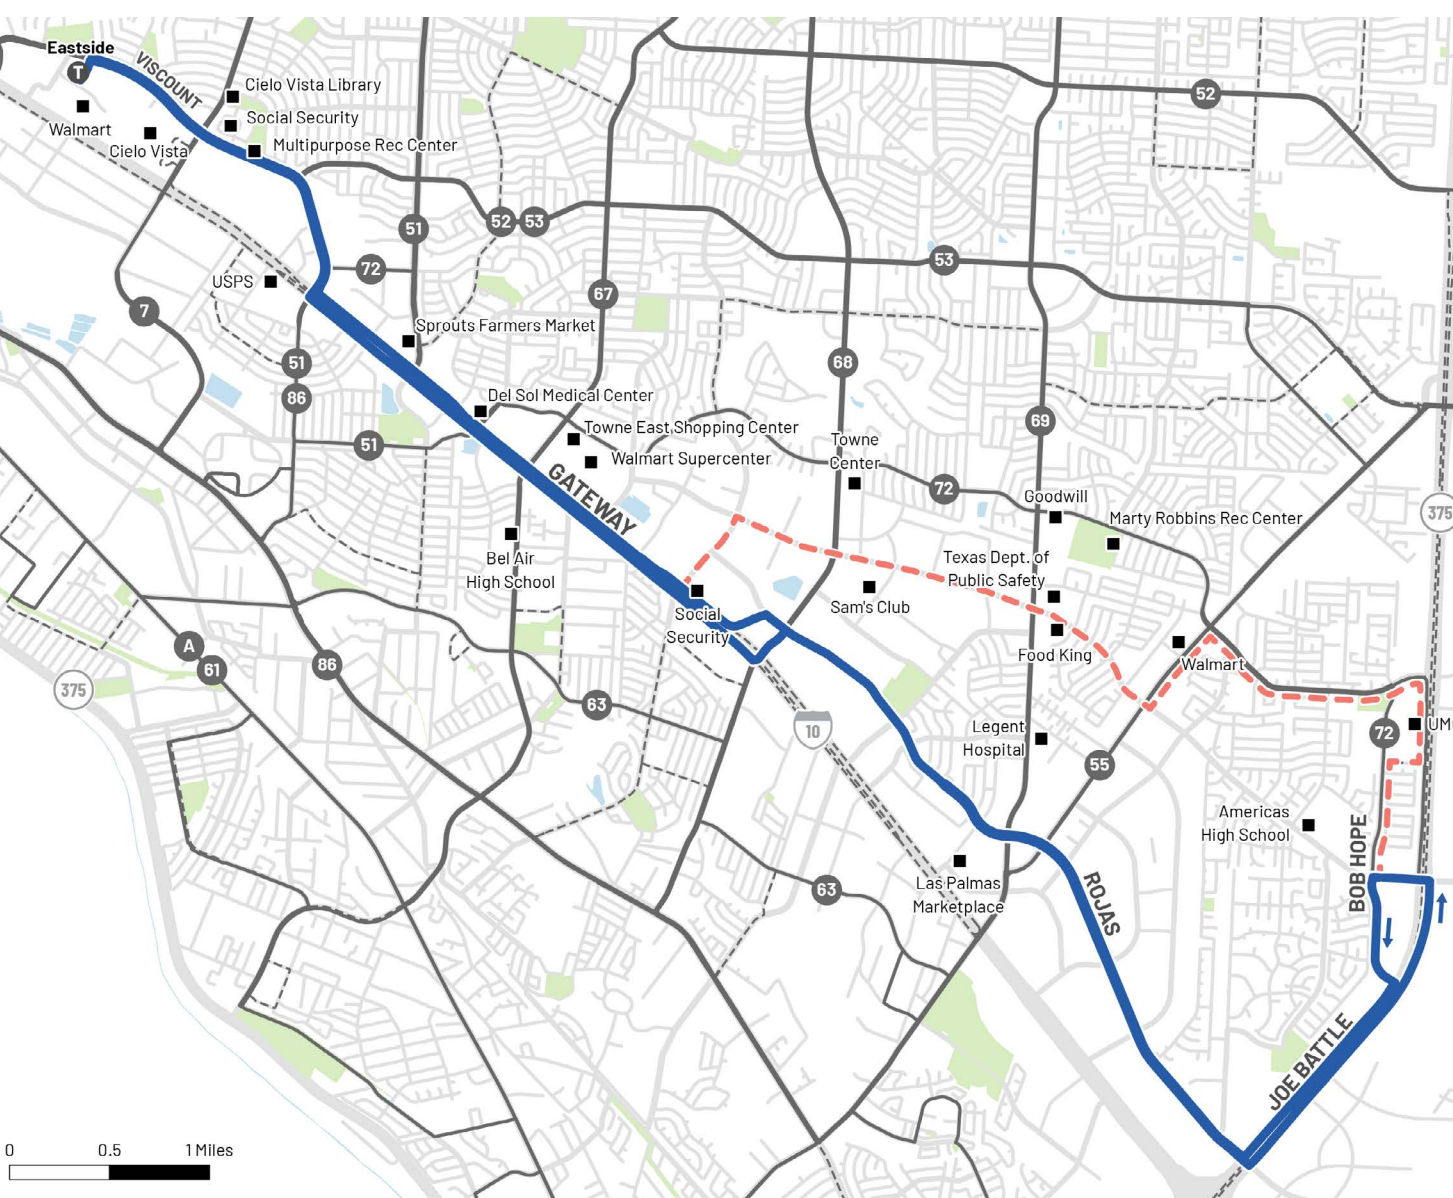 Eastside
T
VISCOUNT
Cielo Vista Library
Social Security
Multipurpose Rec Center
Walmart
Cielo Vista
52
51
52
53
72
53
USPS
67
7
Sprouts Farmers Market
51
68
86
Del Sol Medical Center
Towne East Shopping Center
69
51
Walmart Supercenter
Towne
Center
GATEWAY
72
Goodwill
375
Marty Robbins Rec Center
Bel Air
High School
Texas Dept. of
Public Safety
Social
Security
Sam's Club
A
61
86
Food King
Walmart
375
63
10
Legent
Hospital
72
UM
55
Americas
High School
BOB HOPE
63
Las Palmas
Marketplace
ROJAS
JOE BATTLE
0 0.5 1 Miles